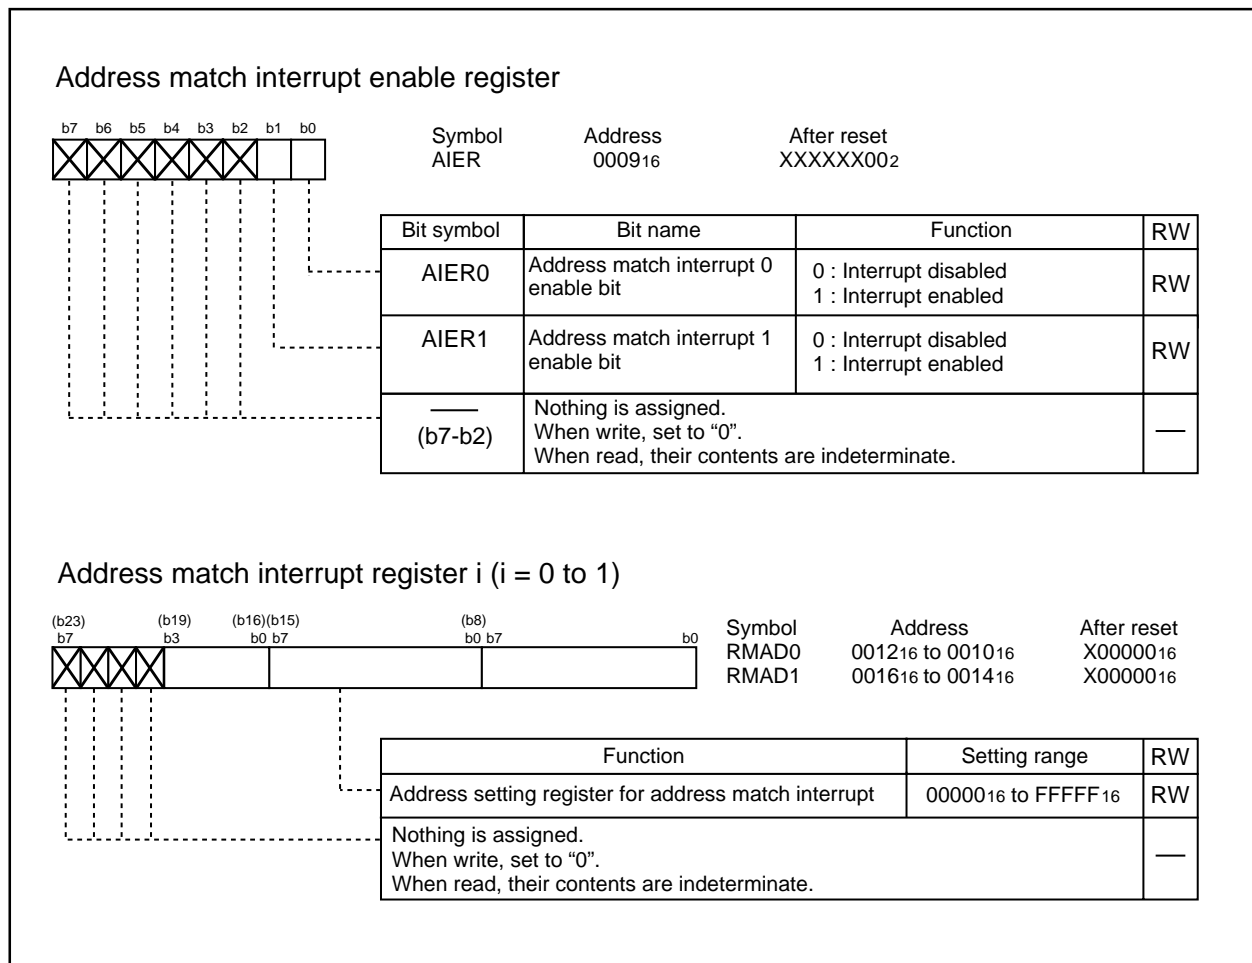 Address match interrupt enable register
b7 b6 b5 b4 b3 b2 b1 b0
Symbol Address After reset
AIER 000916 XXXXXX002
Bit symbol Bit name Function RW
AIER0 Address match interrupt 0 enable bit 0 : Interrupt disabled 1 : Interrupt enabled RW
AIER1 Address match interrupt 1 enable bit 0 : Interrupt disabled 1 : Interrupt enabled RW
(b7-b2) Nothing is assigned.
When write, set to “0”.
When read, their contents are indeterminate.
Address match interrupt register i (i = 0 to 1)
(b23) (b19) (b16)(b15) (b8)
b7 b3 b0 b7 b0 b7 b0
Symbol Address After reset
RMAD0 001216 to 001016 X0000016
RMAD1 001616 to 001416 X0000016
Function Setting range RW
Address setting register for address match interrupt 0000016 to FFFFF16 RW
Nothing is assigned.
When write, set to “0”.
When read, their contents are indeterminate.